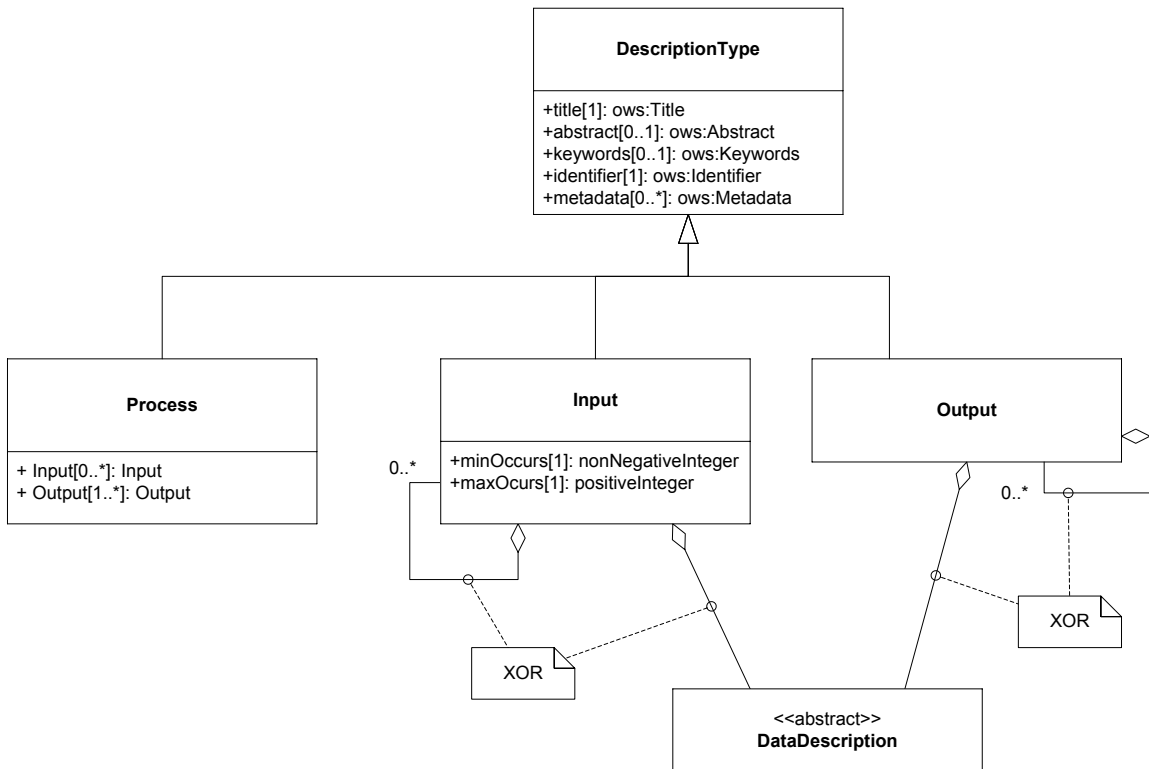 DescriptionType
+title[1]: ows:Title
+abstract[0..1]: ows:Abstract
+keywords[0..1]: ows:Keywords
+identifier[1]: ows:Identifier
+metadata[0..*]: ows:Metadata
Process
+ Input[0..*]: Input
+ Output[1..*]: Output
Input
+minOccurs[1]: nonNegativeInteger
+maxOcurs[1]: positiveInteger
0..*
Output
0..*
XOR
XOR
<<abstract>>
DataDescription